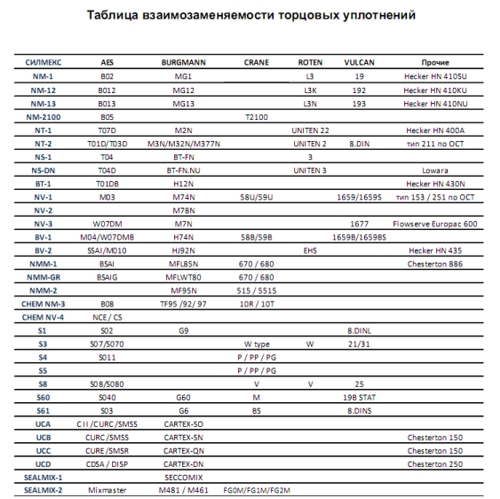 Таблица взаимозаменяемости торцовых уплотнений
СИЛМЕКС AES BURGMANN CRANE ROTEN VULCAN Прочие
NM-1 B02 MG1 L3 19 Hecker HN 410SU
NM-12 B012 MG12 L3K 192 Hecker HN 410KU
NM-13 B013 MG13 L3N 193 Hecker HN 410NU
NM-2100 B05 T2100
NT-1 T07D M2N UNITEN 22 Hecker HN 400A
NT-2 T01D/T03D M3N/M32N/M377N UNITEN 2 8.DIN тип 211 по ОСТ
NS-1 T04 BT-FN 3
NS-DN T04D BT-FN.NU UNITEN 3 Lowara
BT-1 T01DB H12N Hecker HN 430N
NV-1 M03 M74N 58U/59U 1659/1659S тип 153 / 251 по ОСТ
NV-2 M78N
NV-3 W07DM M7N 1677 Flowserve Europac 600
BV-1 M04/W07DMB H74N 58B/59B 1659B/1659BS
BV-2 SSAI/M010 HJ92N EHS Hecker HN 435
NMM-1 BSAI MFL85N 670 / 680 Chesterton 886
NMM-GR BSAIG MFLWT80 670 / 680
NMM-2 MF95N 515 / 5515
CHEM NM-3 B08 TF95 /92/ 97 10R / 10T
CHEM NV-4 NCE / CS
S1 S02 G9 8.DINL
S3 S07/S070 W type W 21/31
S4 S011 P / PP / PG
S5 P / PP / PG
S8 S08/S080 V V 25
S60 S040 G60 M 19B STAT
S61 S03 G6 BS 8.DINS
UCA CII/CURC/SMSS CARTEX-SO
UCB CURC/SMSS CARTEX-SN Chesterton 150
UCC CURE/SMSR CARTEX-QN Chesterton 150
UCD CDSA / DISP CARTEX-DN Chesterton 250
SEALMIX-1 SECCOMIX
SEALMIX-2 Mixmaster M481 / M461 FG0M/FG1M/FG2M